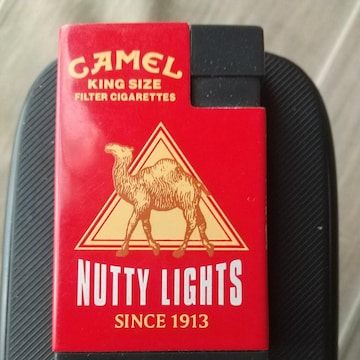 CAMEL
KING SIZE
FILTER CIGARETTES
NUTTY LIGHTS
SINCE 1913